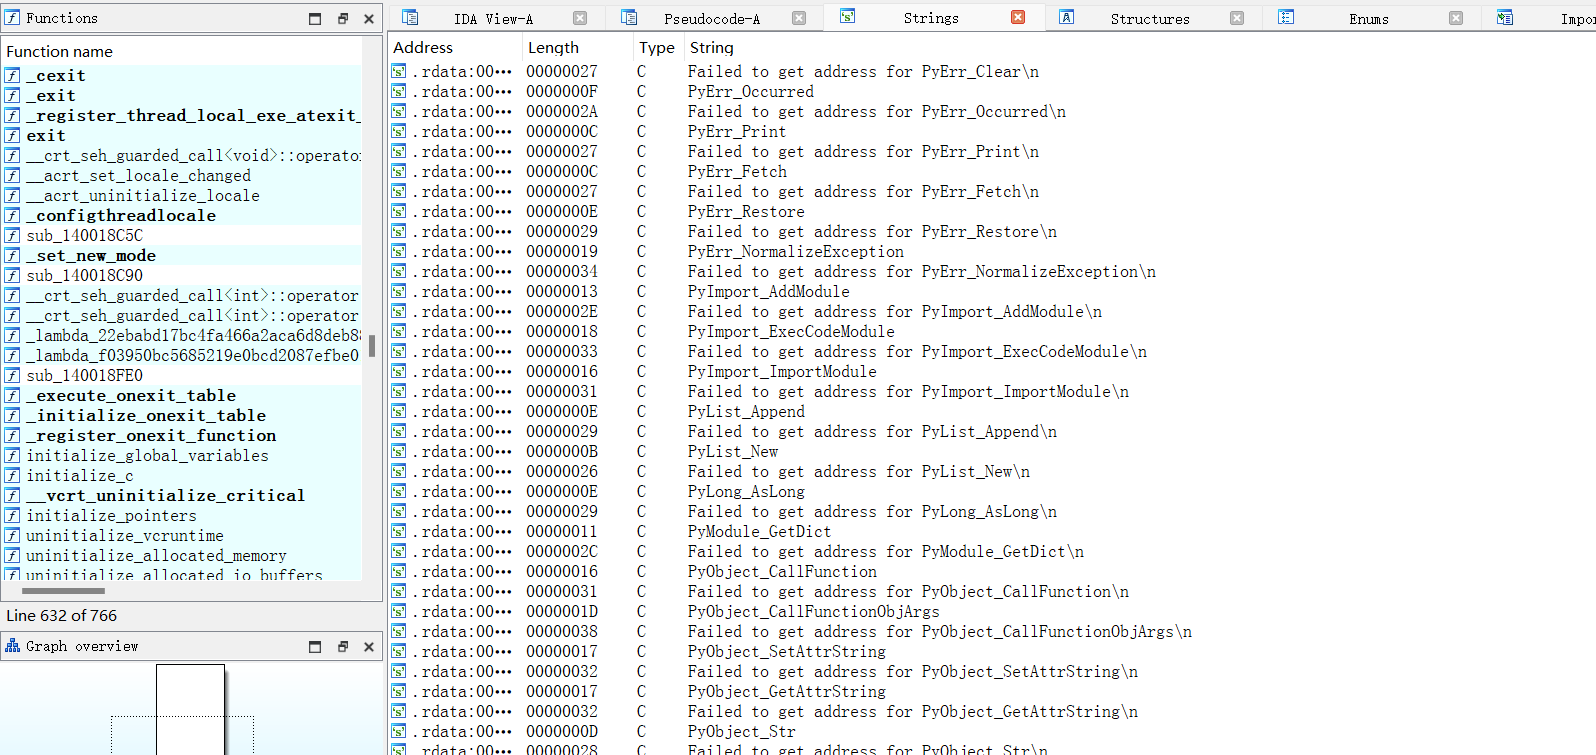 Functions
Function name
_cexit
_exit
_register_thread_local_exe_atexit_
exit
__crt_seh_guarded_call<void>::operator
__acrt_set_locale_changed
__acrt_uninitialize_locale
_configthreadlocale
sub_140018C5C
_set_new_mode
sub_140018C90
__crt_seh_guarded_call<int>::operator
__crt_seh_guarded_call<int>::operator
_lambda_22ebabd17bc4fa466a2aca6d8deb8
_lambda_f03950bc5685219e0bcd2087efbe0
sub_140018FE0
_execute_onexit_table
_initialize_onexit_table
_register_onexit_function
initialize_global_variables
initialize_c
__vcrt_uninitialize_critical
initialize_pointers
uninitialize_vcruntime
uninitialize_allocated_memory
uninitialize_allocated_io_buffers
Line 632 of 766
Graph overview
IDA View-A Pseudocode-A Strings Structures Enums Impor
Address Length Type String
.rdata:00••• 00000027 C Failed to get address for PyErr_Clear\n
.rdata:00••• 0000000F C PyErr_Occurred
.rdata:00••• 0000002A C Failed to get address for PyErr_Occurred\n
.rdata:00••• 0000000C C PyErr_Print
.rdata:00••• 00000027 C Failed to get address for PyErr_Print\n
.rdata:00••• 0000000C C PyErr_Fetch
.rdata:00••• 00000027 C Failed to get address for PyErr_Fetch\n
.rdata:00••• 0000000E C PyErr_Restore
.rdata:00••• 00000029 C Failed to get address for PyErr_Restore\n
.rdata:00••• 00000019 C PyErr_NormalizeException
.rdata:00••• 00000034 C Failed to get address for PyErr_NormalizeException\n
.rdata:00••• 00000013 C PyImport_AddModule
.rdata:00••• 0000002E C Failed to get address for PyImport_AddModule\n
.rdata:00••• 00000018 C PyImport_ExecCodeModule
.rdata:00••• 00000033 C Failed to get address for PyImport_ExecCodeModule\n
.rdata:00••• 00000016 C PyImport_ImportModule
.rdata:00••• 00000031 C Failed to get address for PyImport_ImportModule\n
.rdata:00••• 0000000E C PyList_Append
.rdata:00••• 00000029 C Failed to get address for PyList_Append\n
.rdata:00••• 0000000B C PyList_New
.rdata:00••• 00000026 C Failed to get address for PyList_New\n
.rdata:00••• 0000000E C PyLong_AsLong
.rdata:00••• 00000029 C Failed to get address for PyLong_AsLong\n
.rdata:00••• 00000011 C PyModule_GetDict
.rdata:00••• 0000002C C Failed to get address for PyModule_GetDict\n
.rdata:00••• 00000016 C PyObject_CallFunction
.rdata:00••• 00000031 C Failed to get address for PyObject_CallFunction\n
.rdata:00••• 0000001D C PyObject_CallFunctionObjArgs
.rdata:00••• 00000038 C Failed to get address for PyObject_CallFunctionObjArgs\n
.rdata:00••• 00000017 C PyObject_SetAttrString
.rdata:00••• 00000032 C Failed to get address for PyObject_SetAttrString\n
.rdata:00••• 00000017 C PyObject_GetAttrString
.rdata:00••• 00000032 C Failed to get address for PyObject_GetAttrString\n
.rdata:00••• 0000000D C PyObject_Str
.rdata:00••• 00000028 C Failed to get address for PyObject_Str\n